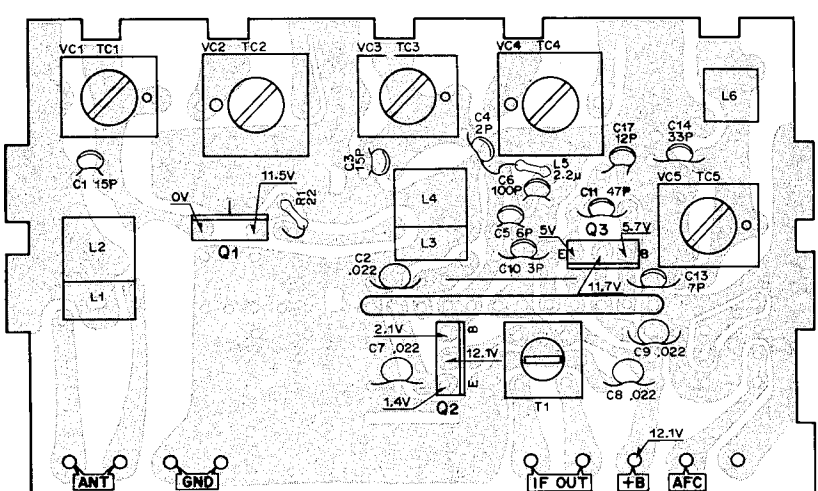 VC1 TC1
VC2 TC2
VC3 TC3
VC4 TC4
L6
C4
2P
C17
12P
C14
33P
C3
15P
L5
2.2μ
C6
100P
C1 15P
11.5V
R1
22
0V
L4
C11 47P
VC5 TC5
C5 6P
Q3
5V
5.7V
L2
Q1
L3
E
B
C10 3P
C2
.022
C13
7P
L1
11.7V
2.1V
B
C7 .022
12.1V
C9 .022
E
1.4V
Q2
T1
C8 .022
12.1V
ANT
GND
IF OUT
+B
AFC